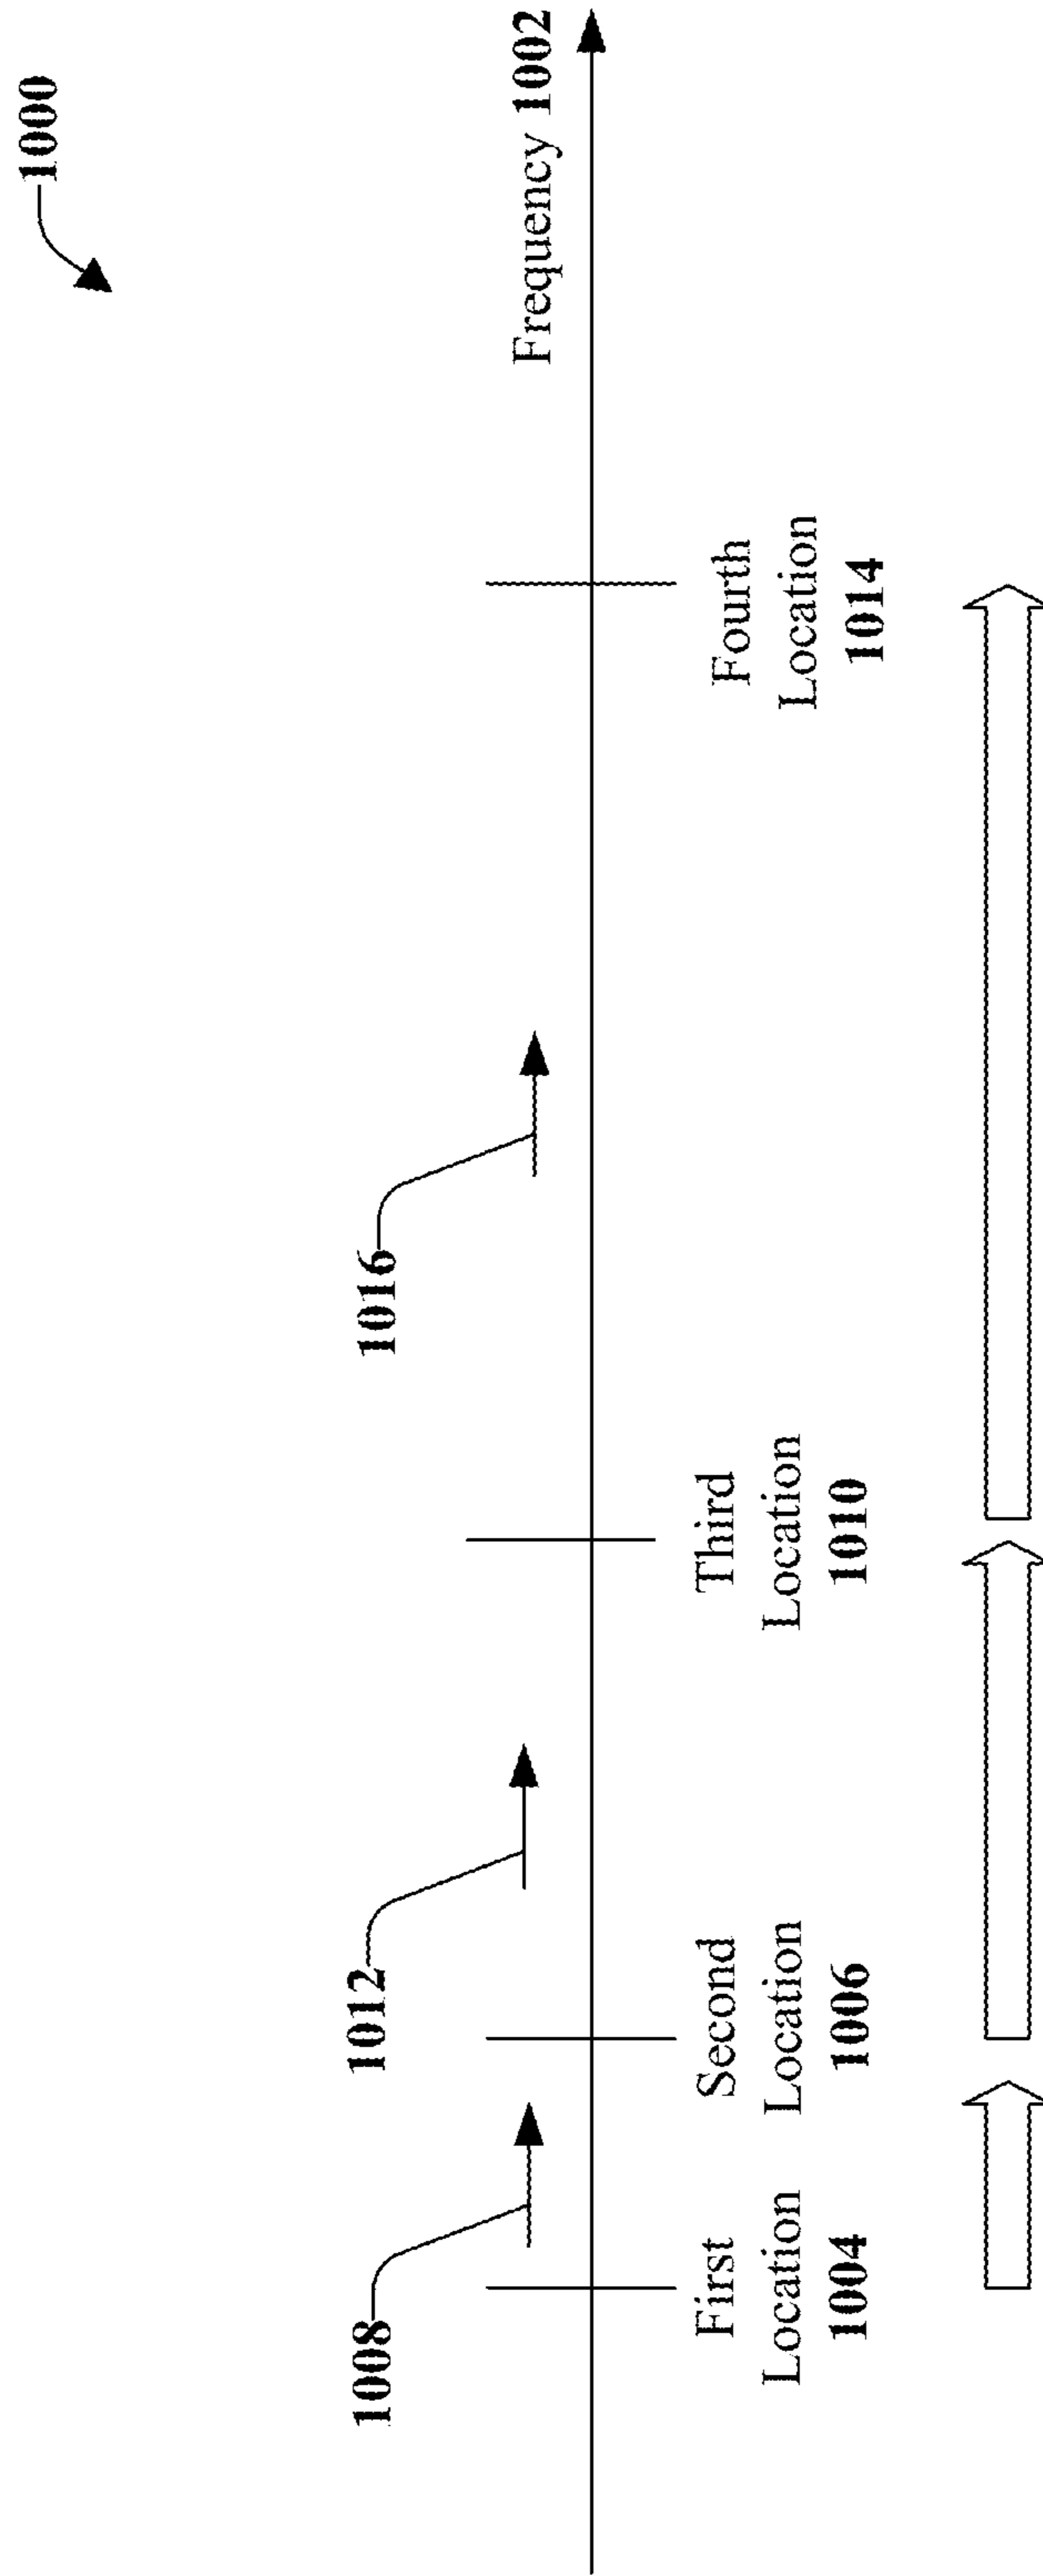 1000
Frequency 1002
1008
1012
1016
First
Location
1004
Second
Location
1006
Third
Location
1010
Fourth
Location
1014